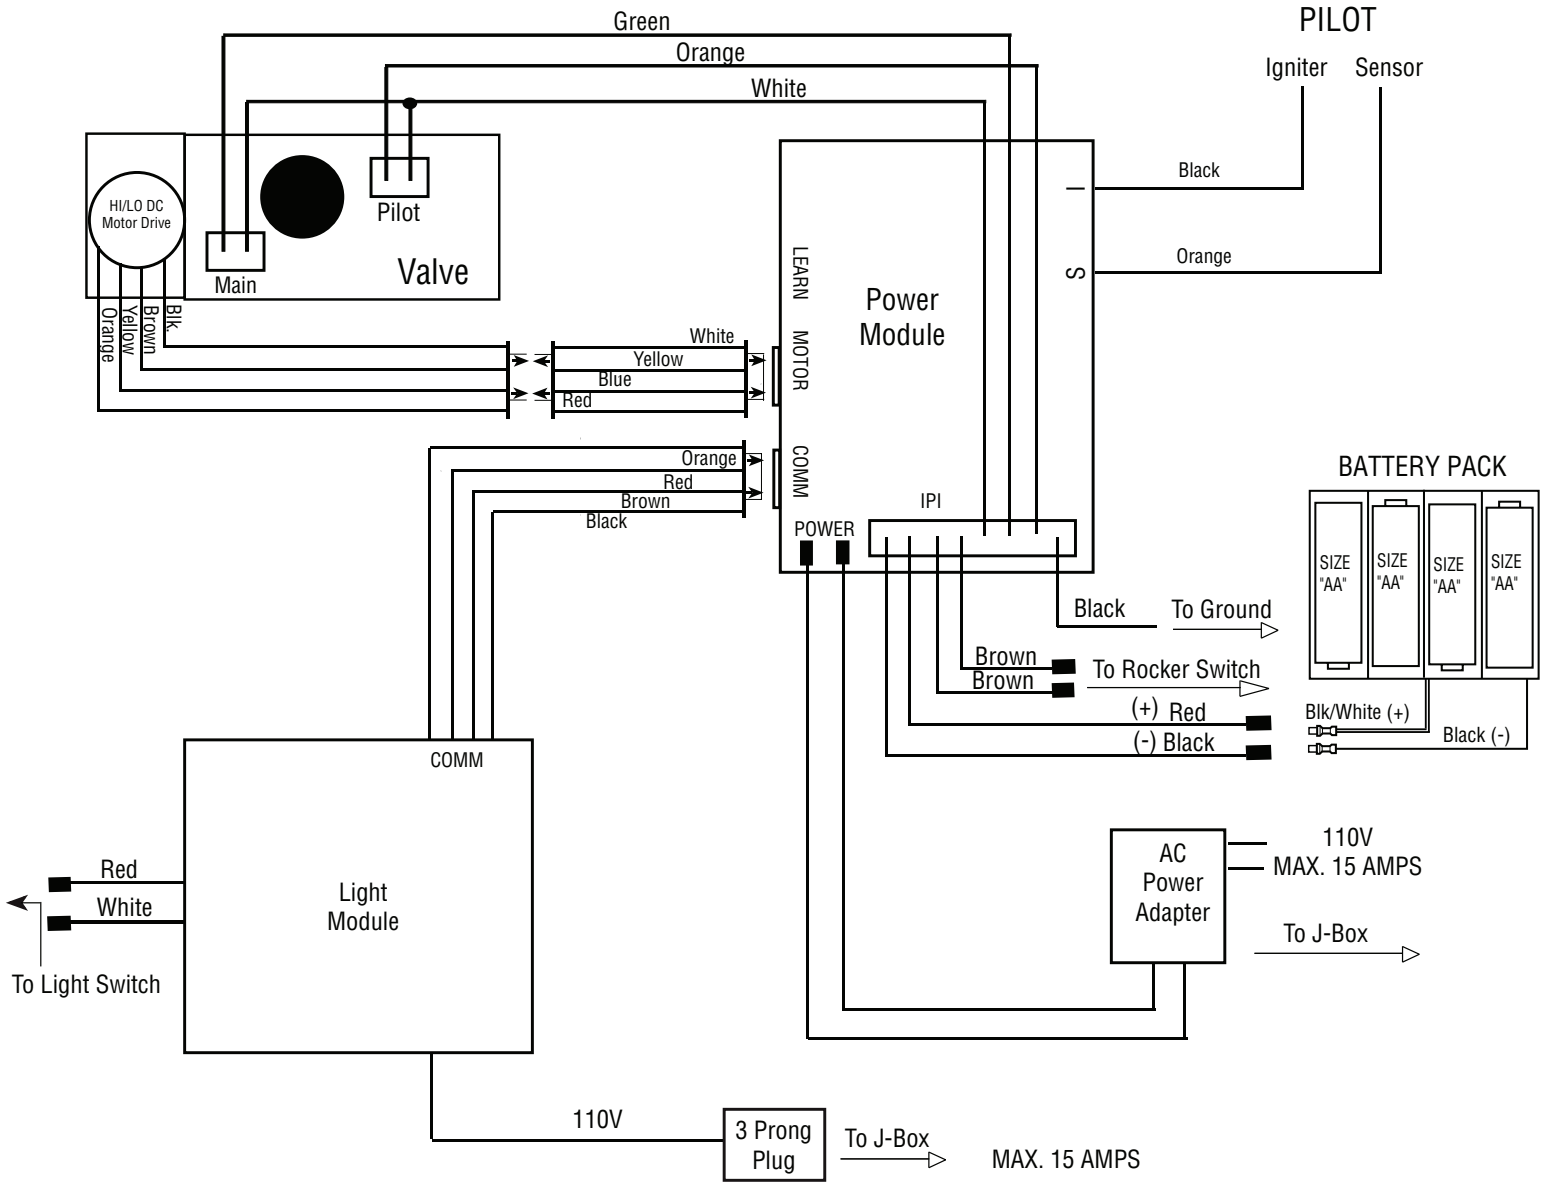 Green
PILOT
Orange
Igniter
Sensor
White
Black
HI/LO DC
Motor Drive
Pilot
Main
Valve
Orange
LEARN
I
S
Power
Module
Orange
Yellow
Brown
Blk.
White
Yellow
Blue
Red
MOTOR
Orange
Red
Brown
Black
COMM
IPI
POWER
BATTERY PACK
SIZE
"AA"
SIZE
"AA"
SIZE
"AA"
SIZE
"AA"
Black
To Ground
Brown
Brown
To Rocker Switch
(+) Red
(-) Black
Blk/White (+)
Black (-)
COMM
Light
Module
Red
White
To Light Switch
AC
Power
Adapter
110V
MAX. 15 AMPS
To J-Box
110V
3 Prong
Plug
To J-Box
MAX. 15 AMPS